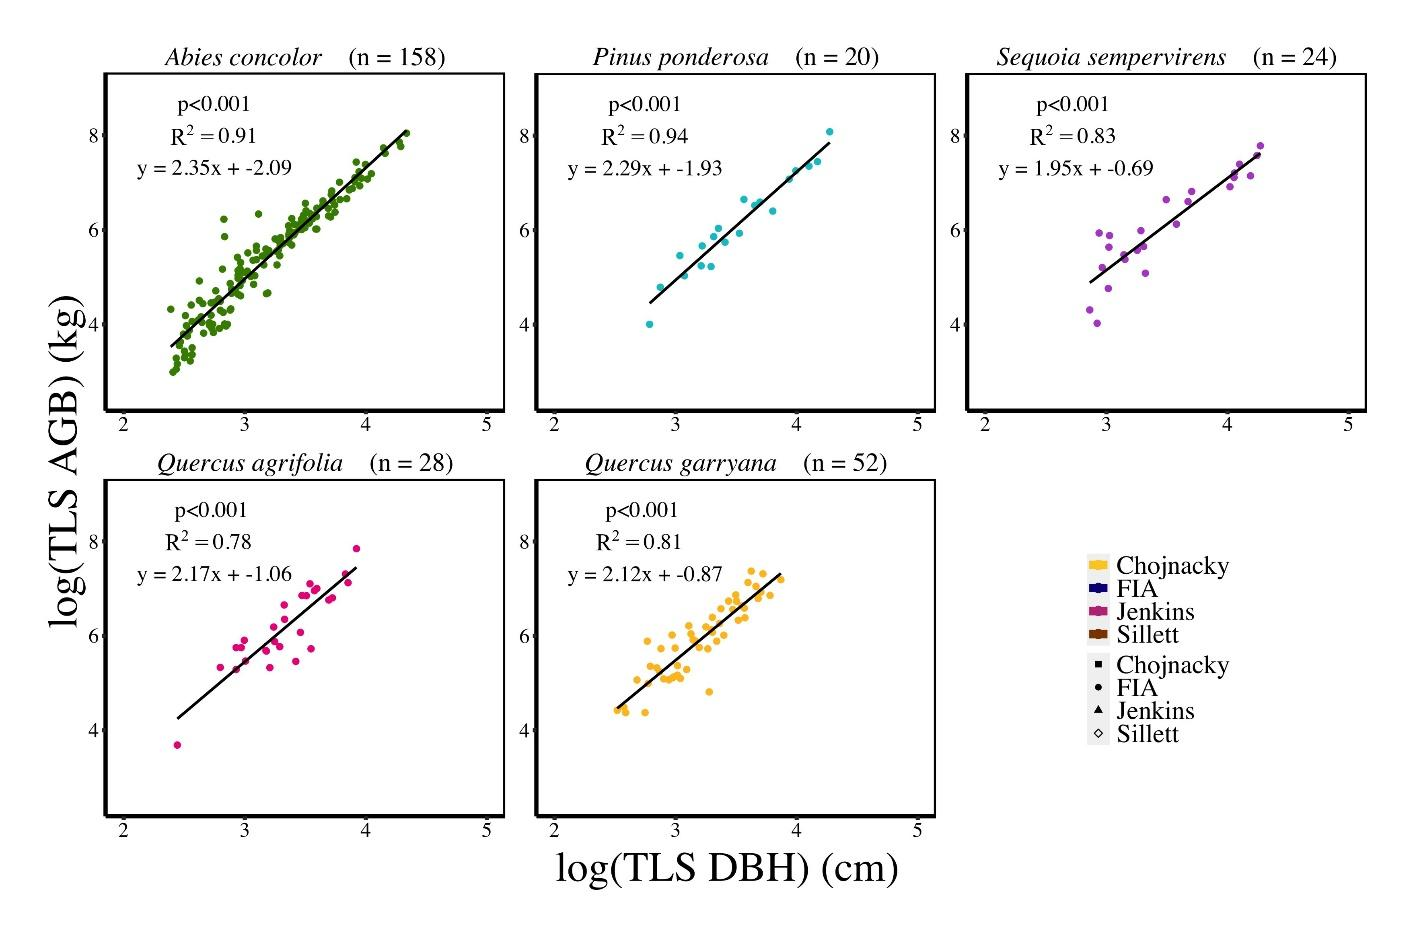 Abies concolor (n = 158)
p<0.001
R² = 0.91
y = 2.35x + -2.09
8
6
4
2 3 4 5
Pinus ponderosa (n = 20)
p<0.001
R² = 0.94
y = 2.29x + -1.93
8
6
4
2 3 4 5
Sequoia sempervirens (n = 24)
p<0.001
R² = 0.83
y = 1.95x + -0.69
8
6
4
2 3 4 5
log(TLS AGB) (kg)
Quercus agrifolia (n = 28)
p<0.001
R² = 0.78
y = 2.17x + -1.06
8
6
4
2 3 4 5
Quercus garryana (n = 52)
p<0.001
R² = 0.81
y = 2.12x + -0.87
8
6
4
2 3 4 5
Chojnacky
FIA
Jenkins
Sillett
Chojnacky
FIA
Jenkins
Sillett
log(TLS DBH) (cm)